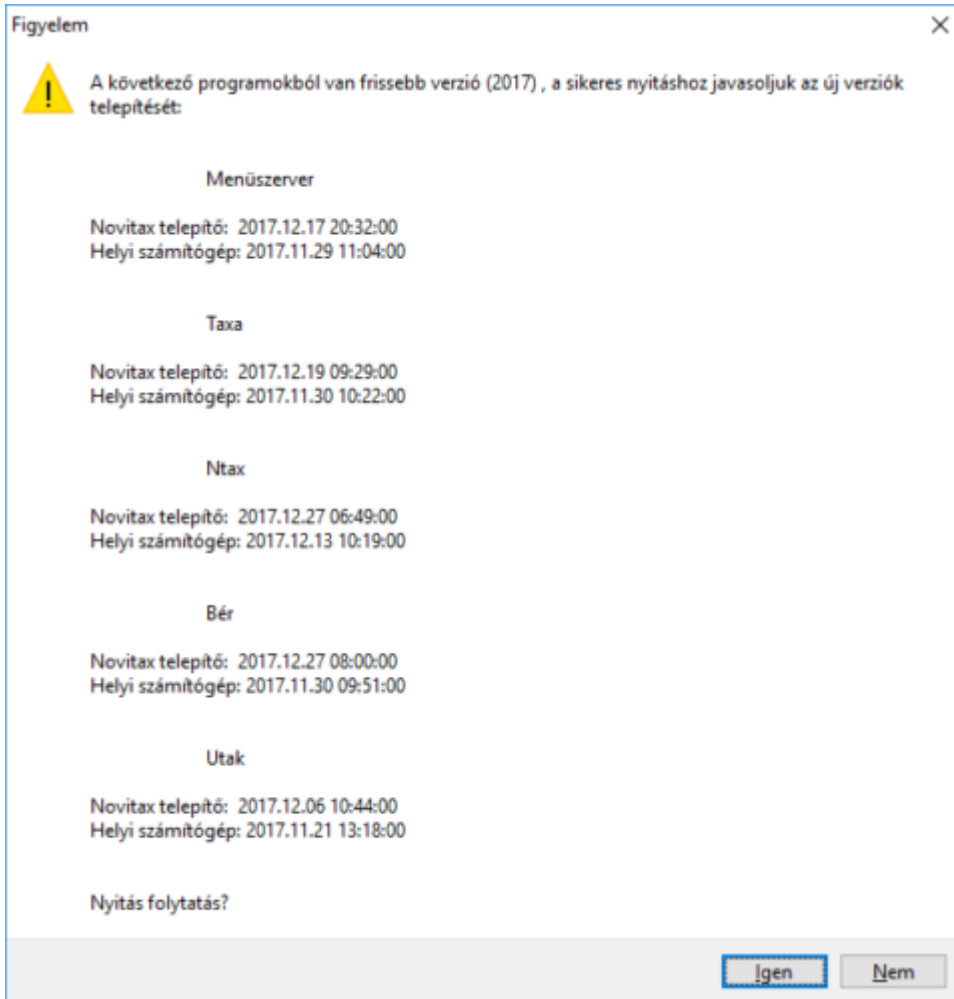 Figyelem
A következő programokból van frissebb verzió (2017) , a sikeres nyitáshoz javasoljuk az új verziók
telepítését:
Menüszerver
Novitax telepítő: 2017.12.17 20:32:00
Helyi számítógép: 2017.11.29 11:04:00
Taxa
Novitax telepítő: 2017.12.19 09:29:00
Helyi számítógép: 2017.11.30 10:22:00
Ntax
Novitax telepítő: 2017.12.27 06:49:00
Helyi számítógép: 2017.12.13 10:19:00
Bér
Novitax telepítő: 2017.12.27 08:00:00
Helyi számítógép: 2017.11.30 09:51:00
Utak
Novitax telepítő: 2017.12.06 10:44:00
Helyi számítógép: 2017.11.21 13:18:00
Nyitás folytatás?
Igen Nem